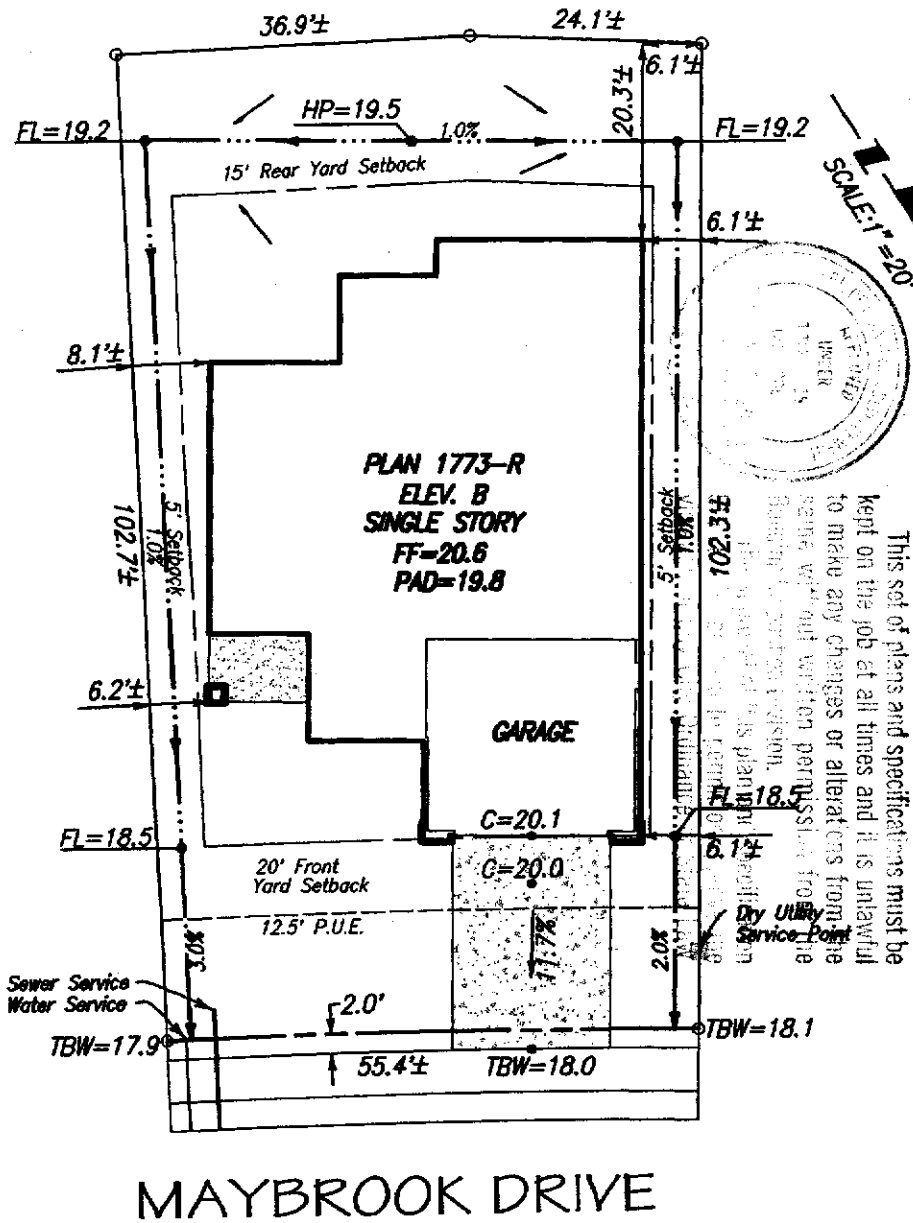 36.9'±
24.1'±
6.1'±
20.3'±
HP=19.5
FL=19.2
1.0%
FL=19.2
15' Rear Yard Setback
SCALE:1"=20'
6.1'±
8.1'±
PLAN 1773-R
ELEV. B
SINGLE STORY
FF=20.6
PAD=19.8
5' Setback
1.0%
102.7'±
5' Setback
1.0%
102.3'±
This set of plans and specifications must be
kept on the job at all times and it is unlawful
to make any changes or alterations from the
same without written permission from the
6.2'±
GARAGE
C=20.1
FL=18.5
FL=18.5
6.1'±
20' Front
Yard Setback
C=20.0
12.5' P.U.E.
11.7%
Dry Utility
Service Point
3.0%
2.0%
Sewer Service
Water Service
2.0'
TBW=17.9
TBW=18.1
55.4'±
TBW=18.0
MAYBROOK DRIVE